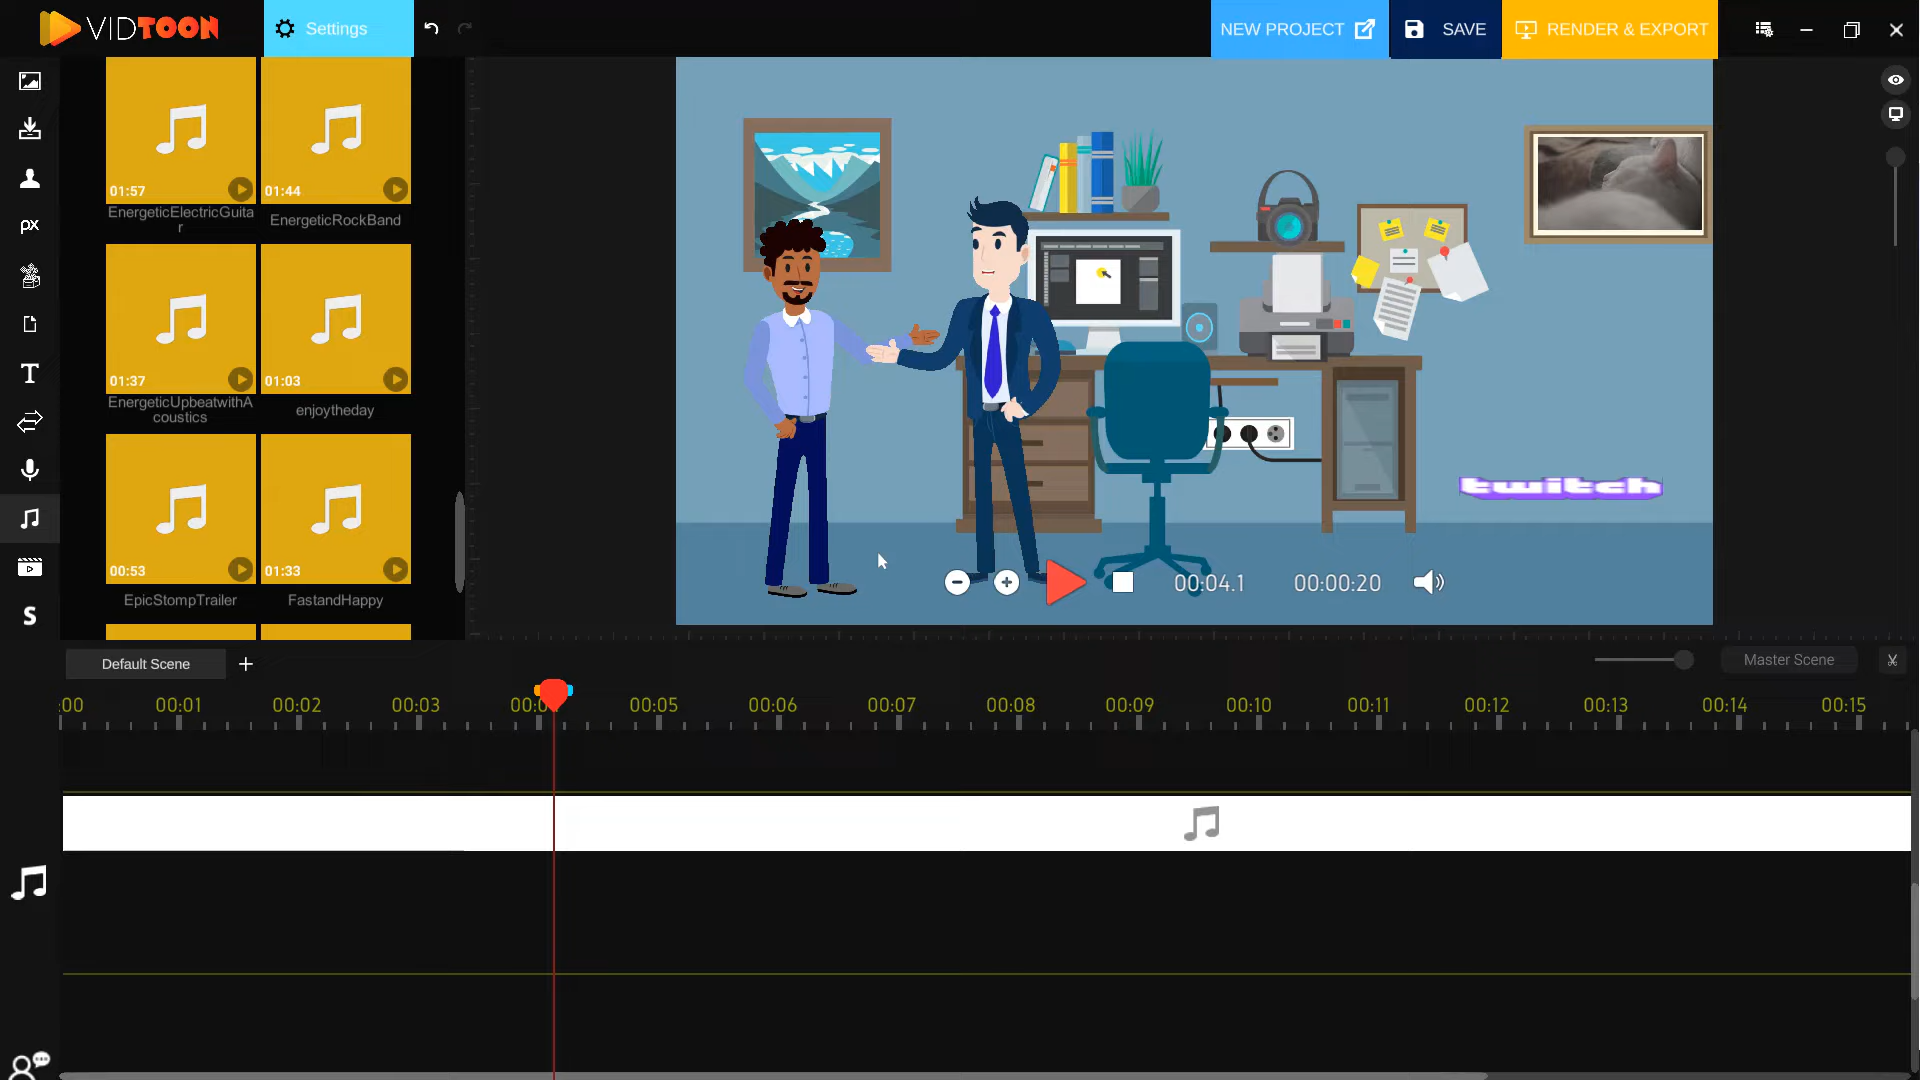 VIDTOON
Settings
NEW PROJECT
SAVE
RENDER & EXPORT
01:57
01:44
EnergeticElectricGuita
r
EnergeticRockBand
px
01:37
01:03
EnergeticUpbeatwithA
coustics
enjoytheday
T
00:53
01:33
EpicStompTrailer
FastandHappy
S
twitch
00:04.1
00:00:20
Default Scene
Master Scene
:00
00:01
00:02
00:03
00:0
00:05
00:06
00:07
00:08
00:09
00:10
00:11
00:12
00:13
00:14
00:15